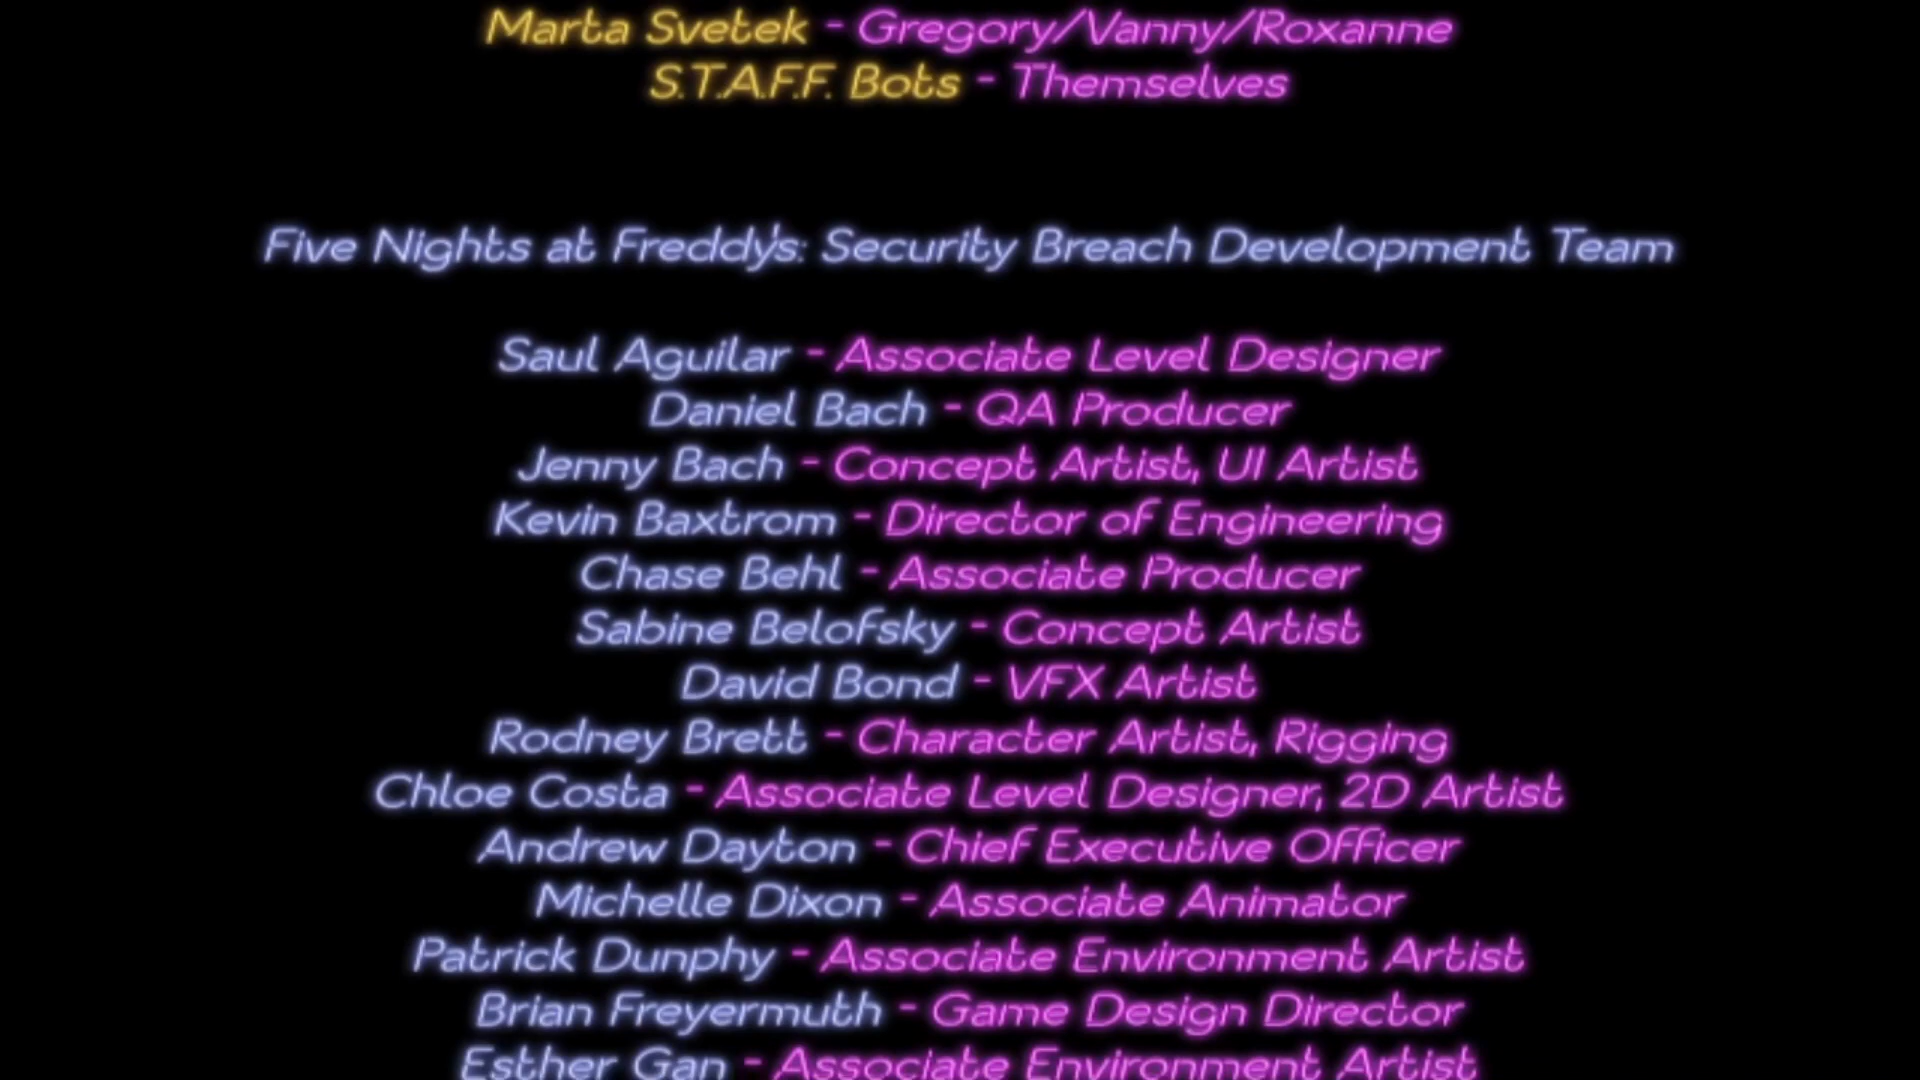 Marta Svetek - Gregory/Vanny/Roxanne
S.T.A.F.F. Bots - Themselves
Five Nights at Freddy's: Security Breach Development Team
Saul Aguilar - Associate Level Designer
Daniel Bach - QA Producer
Jenny Bach - Concept Artist, UI Artist
Kevin Baxtrom - Director of Engineering
Chase Behl - Associate Producer
Sabine Belofsky - Concept Artist
David Bond - VFX Artist
Rodney Brett - Character Artist, Rigging
Chloe Costa - Associate Level Designer, 2D Artist
Andrew Dayton - Chief Executive Officer
Michelle Dixon - Associate Animator
Patrick Dunphy - Associate Environment Artist
Brian Freyermuth - Game Design Director
Esther Gan - Associate Environment Artist